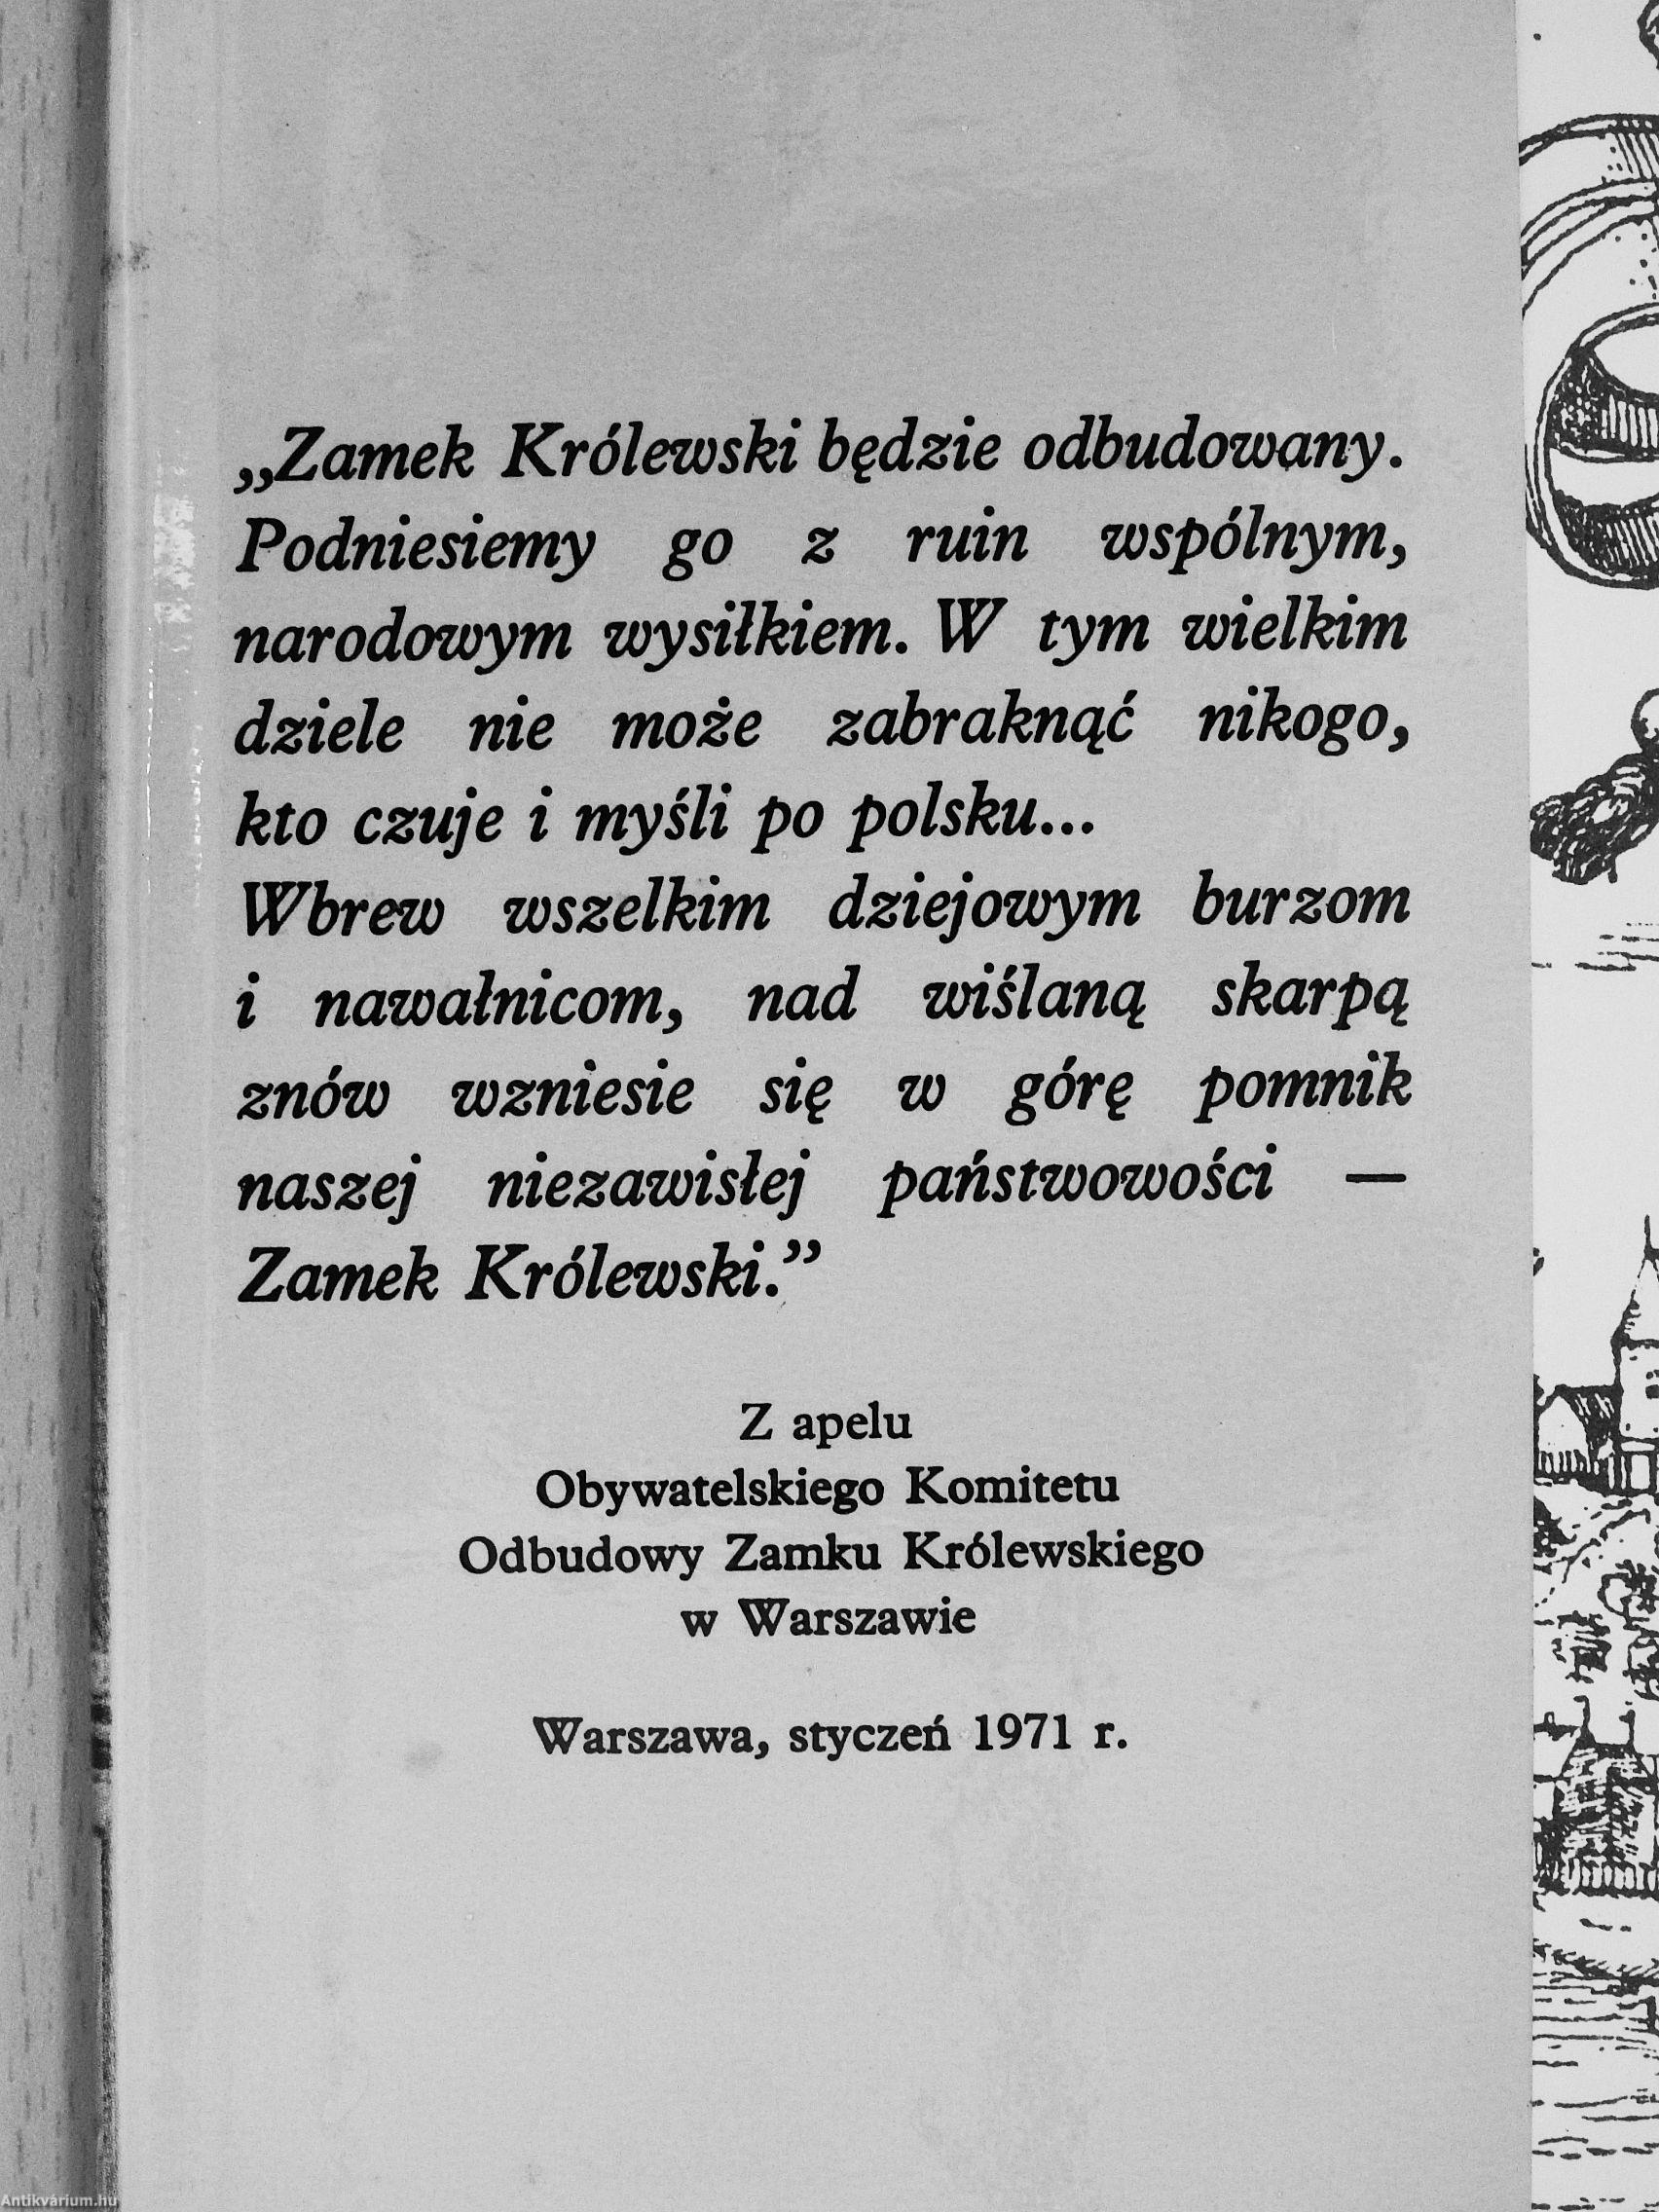 „Zamek Królewski będzie odbudowany.
Podniesiemy go z ruin wspólnym,
narodowym wysiłkiem. W tym wielkim
dziele nie może zabraknąć nikogo,
kto czuje i myśli po polsku...
Wbrew wszelkim dziejowym burzom
i nawałnicom, nad wiślaną skarpą
znów wzniesie się w górę pomnik
naszej niezawisłej państwowości —
Zamek Królewski.”
Z apelu
Obywatelskiego Komitetu
Odbudowy Zamku Królewskiego
w Warszawie
Warszawa, styczeń 1971 r.
Antikvárium.hu